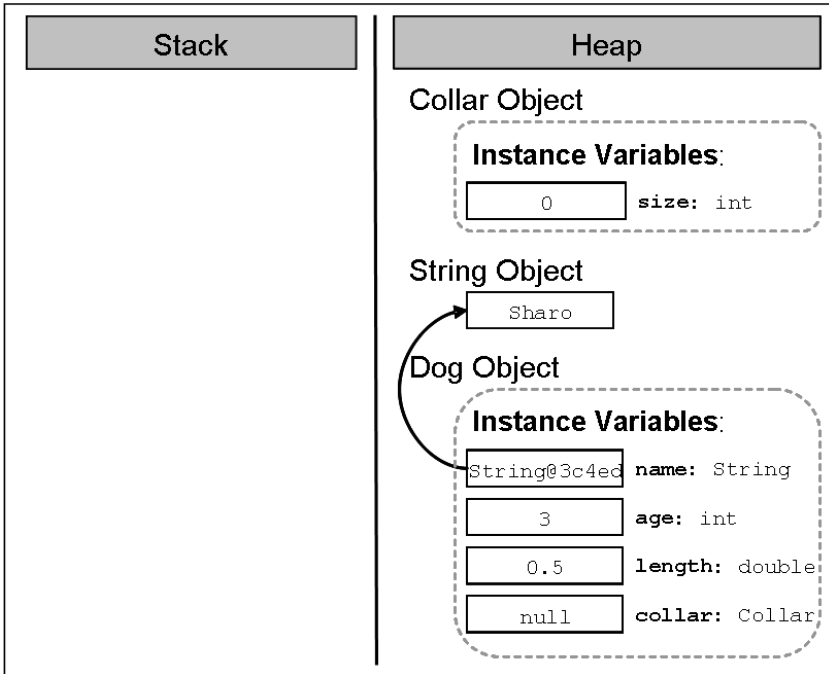 Stack
Heap
Collar Object
Instance Variables:
0 size: int
String Object
Sharo
Dog Object
Instance Variables:
String@3c4ed name: String
3 age: int
0.5 length: double
null collar: Collar